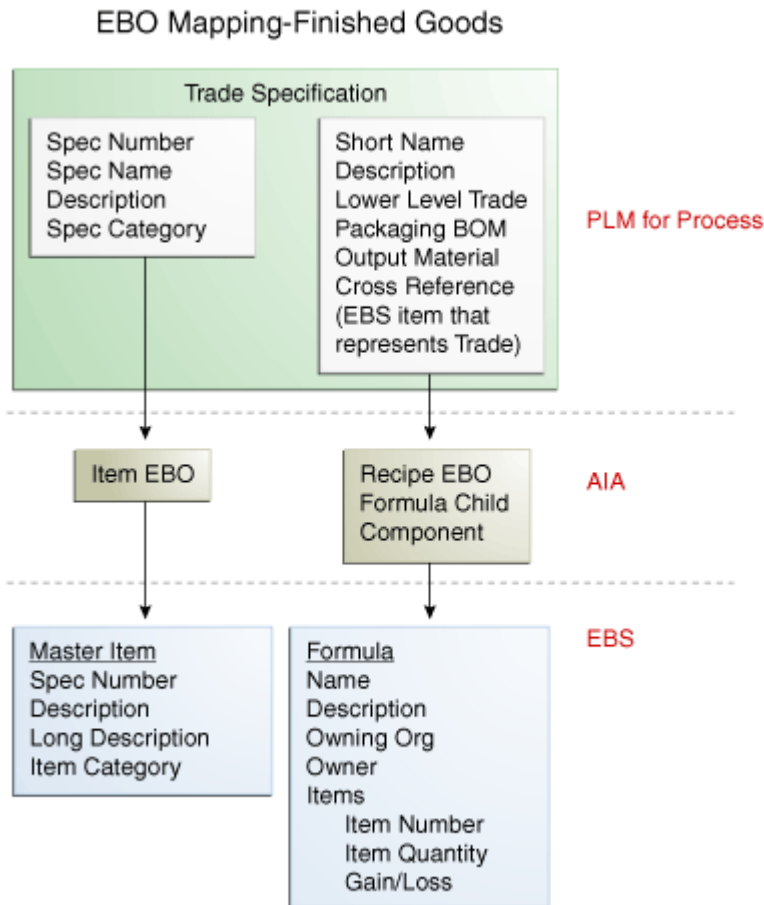 EBO Mapping-Finished Goods
Trade Specification
Spec Number
Spec Name
Description
Spec Category
Short Name
Description
Lower Level Trade
Packaging BOM
Output Material
Cross Reference
(EBS item that
represents Trade)
PLM for Process
Item EBO
Recipe EBO
Formula Child
Component
AIA
Master Item
Spec Number
Description
Long Description
Item Category
Formula
Name
Description
Owning Org
Owner
Items
Item Number
Item Quantity
Gain/Loss
EBS